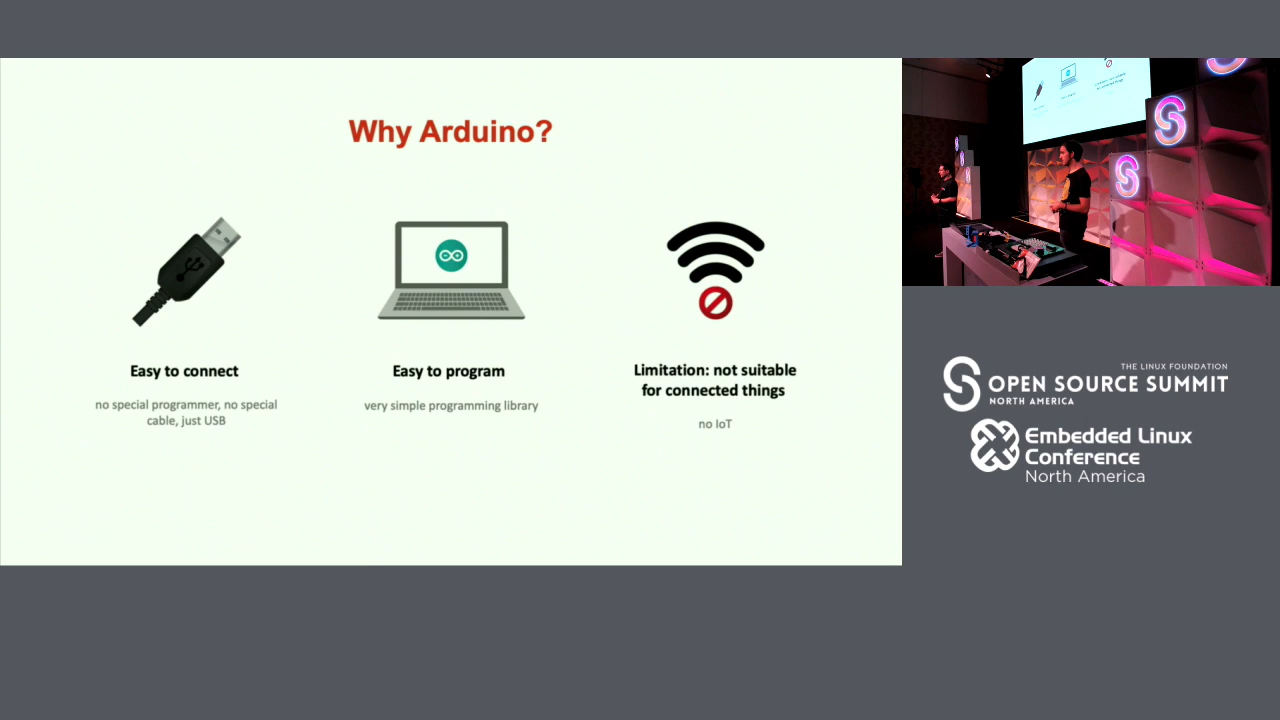 Why Arduino?
Easy to connect
no special programmer, no special
cable, just USB
Easy to program
very simple programming library
Limitation: not suitable
for connected things
no IoT
THE LINUX FOUNDATION
OPEN SOURCE SUMMIT
NORTH AMERICA
Embedded Linux
Conference
North America